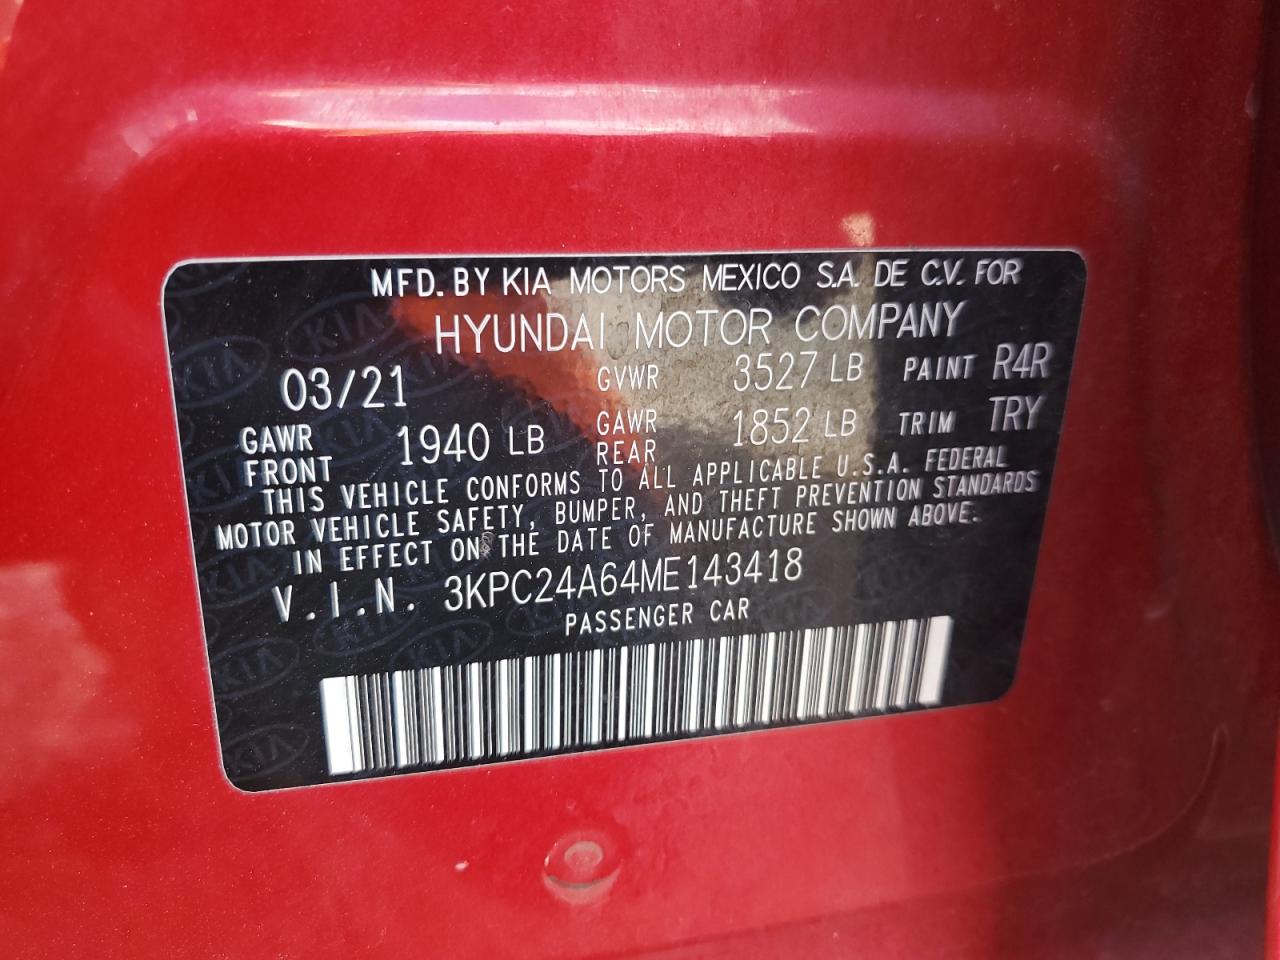 MFD. BY KIA MOTORS MEXICO S.A. DE C.V. FOR
HYUNDAI MOTOR COMPANY
03/21 GVWR 3527 LB PAINT R4R
GAWR FRONT 1940 LB GAWR REAR 1852 LB TRIM TRY
THIS VEHICLE CONFORMS TO ALL APPLICABLE U.S.A. FEDERAL
MOTOR VEHICLE SAFETY, BUMPER, AND THEFT PREVENTION STANDARDS
IN EFFECT ON THE DATE OF MANUFACTURE SHOWN ABOVE.
V.I.N. 3KPC24A64ME143418
PASSENGER CAR